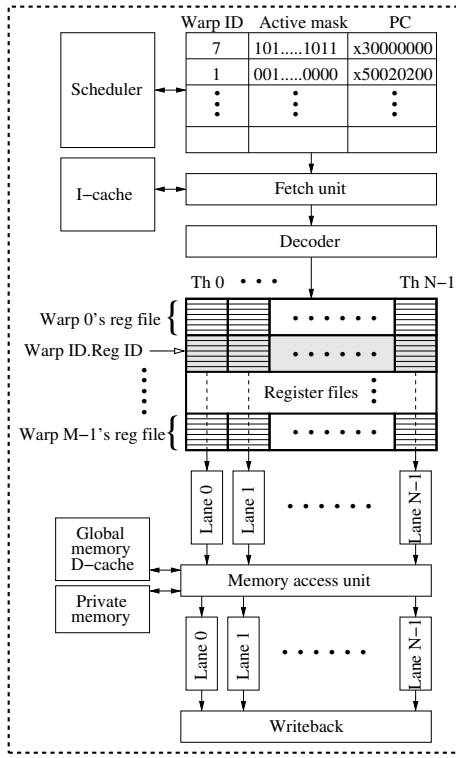 Warp ID Active mask PC
7 101.....1011 x30000000
1 001.....0000 x50020200
Scheduler
I−cache
Fetch unit
Decoder
Th 0 Th N−1
Warp 0's reg file
Warp ID.Reg ID
Register files
Warp M−1's reg file
Lane 0
Lane 1
Lane N−1
Global
memory
D−cache
Memory access unit
Private
memory
Lane 0
Lane 1
Lane N−1
Writeback